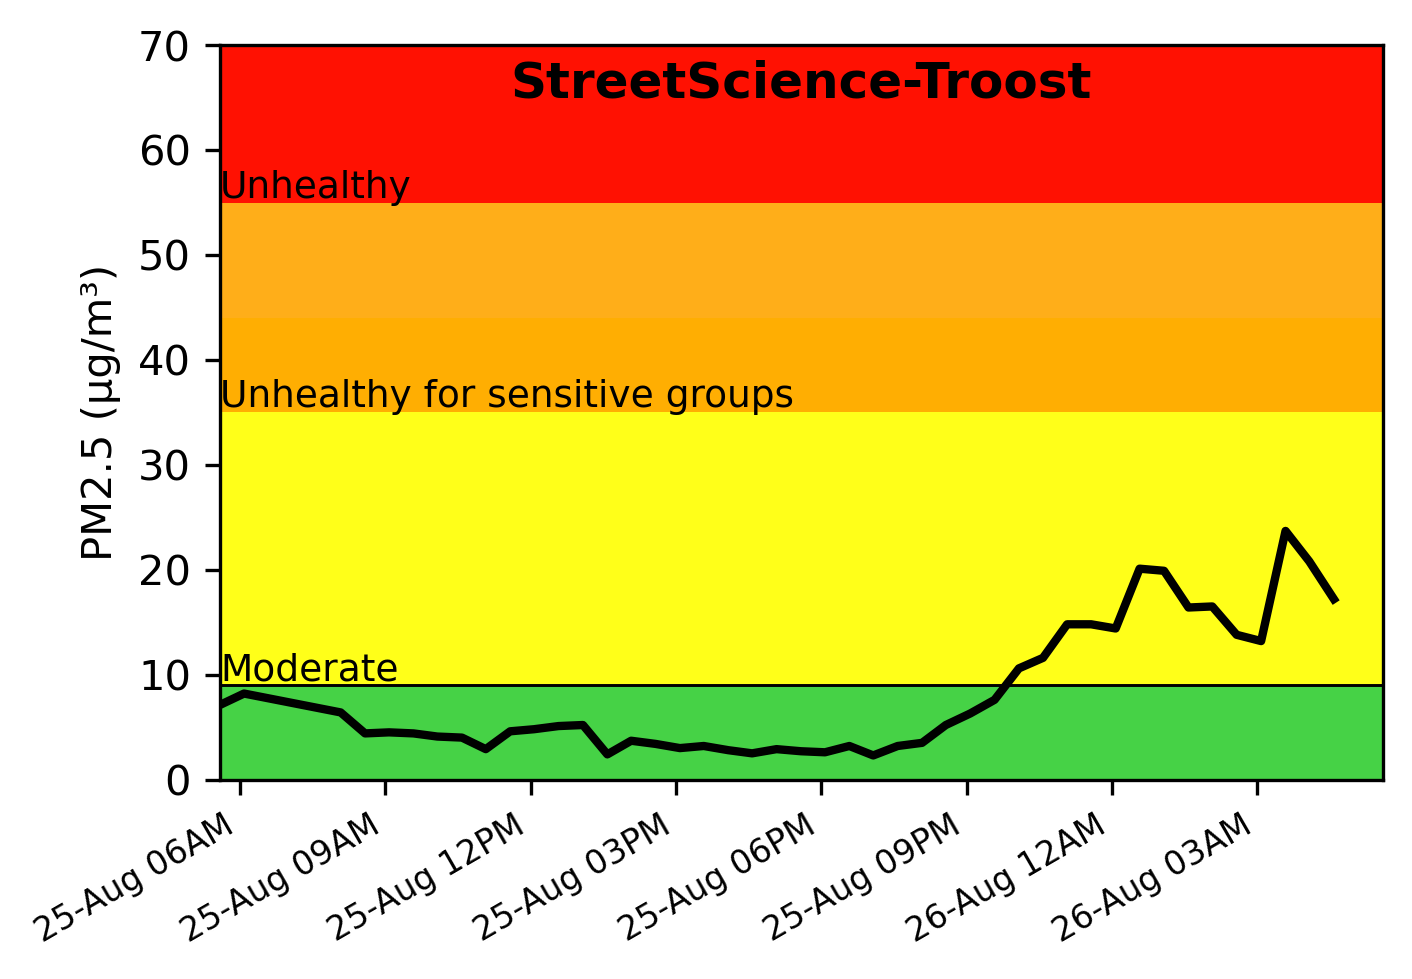 StreetScience-Troost
70
60
50
40
30
20
10
0
PM2.5 (µg/m³)
Unhealthy
Unhealthy for sensitive groups
Moderate
25-Aug 06AM
25-Aug 09AM
25-Aug 12PM
25-Aug 03PM
25-Aug 06PM
25-Aug 09PM
26-Aug 12AM
26-Aug 03AM